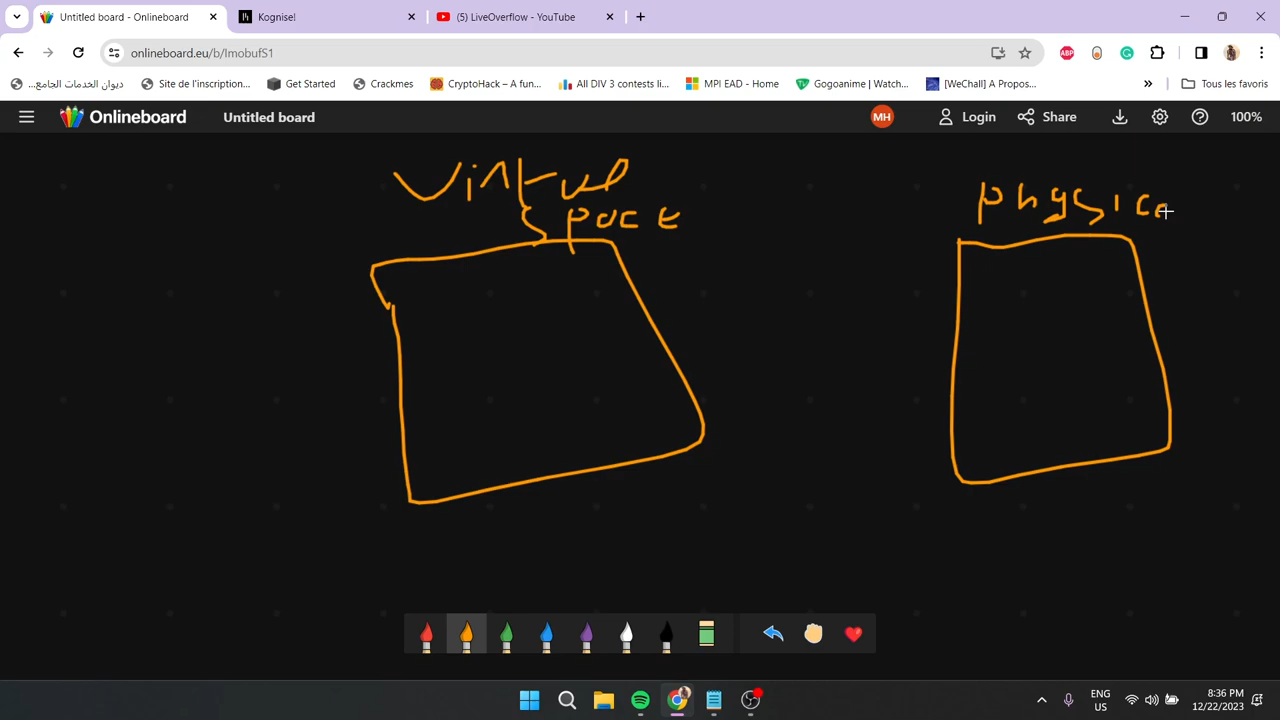 Untitled board - Onlineboard
Kognise!
(5) LiveOverflow - YouTube
onlineboard.eu/b/ImobufS1
ABP
ديوان الخدمات الجامع...
Site de l'inscription...
Get Started
Crackmes
CryptoHack – A fun...
All DIV 3 contests li...
MPI EAD - Home
Gogoanime | Watch...
[WeChall] A Propos...
»
Tous les favoris
Onlineboard
Untitled board
MH
Login
Share
100%
Virtual
space
physica
ENG
US
8:36 PM
12/22/2023